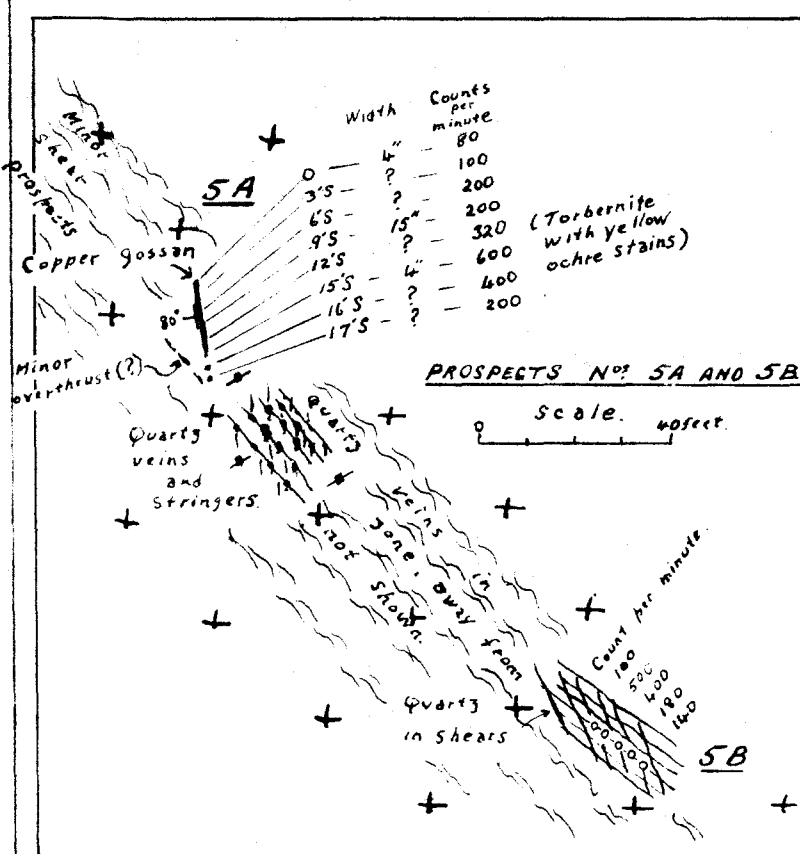 Minor
shear
prospects
5A
Width
Counts
per
minute
0 — 4" — 80
3'S — ? — 100
6'S — ? — 200
9'S — 15" — 200
12'S — ? — 320
15'S — 4" — 600
16'S — ? — 400
17'S — ? — 200
(Torbernite
with yellow
ochre stains)
Copper gossan
80°
Minor
overthrust(?)
PROSPECTS Nos. 5A AND 5B
Scale.
0 40 feet.
Quartz
veins
and
Stringers.
Quartz veins in
zone, away from
not shown.
Quartz
in shears
Count per minute.
100
500
400
180
140
5B